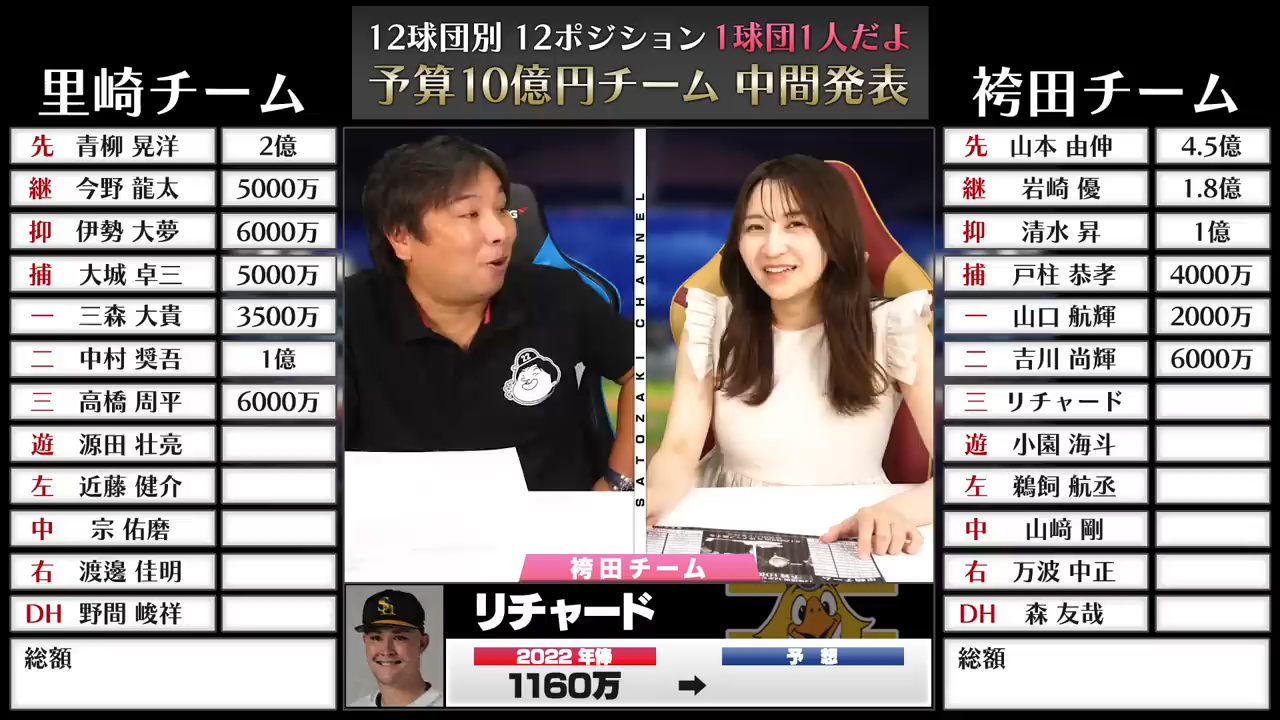 12球団別 12ポジション 1球団1人だよ
予算10億円チーム 中間発表
里崎チーム
先 青柳 晃洋 2億
継 今野 龍太 5000万
抑 伊勢 大夢 6000万
捕 大城 卓三 5000万
一 三森 大貴 3500万
二 中村 奨吾 1億
三 高橋 周平 6000万
遊 源田 壮亮
左 近藤 健介
中 宗 佑磨
右 渡邊 佳明
DH 野間 峻祥
総額
SATOZAKI CHANNEL
22
袴田チーム
リチャード
2022 年俸
1160万
➡
予 想
袴田チーム
先 山本 由伸 4.5億
継 岩崎 優 1.8億
抑 清水 昇 1億
捕 戸柱 恭孝 4000万
一 山口 航輝 2000万
二 吉川 尚輝 6000万
三 リチャード
遊 小園 海斗
左 鵜飼 航丞
中 山﨑 剛
右 万波 中正
DH 森 友哉
総額